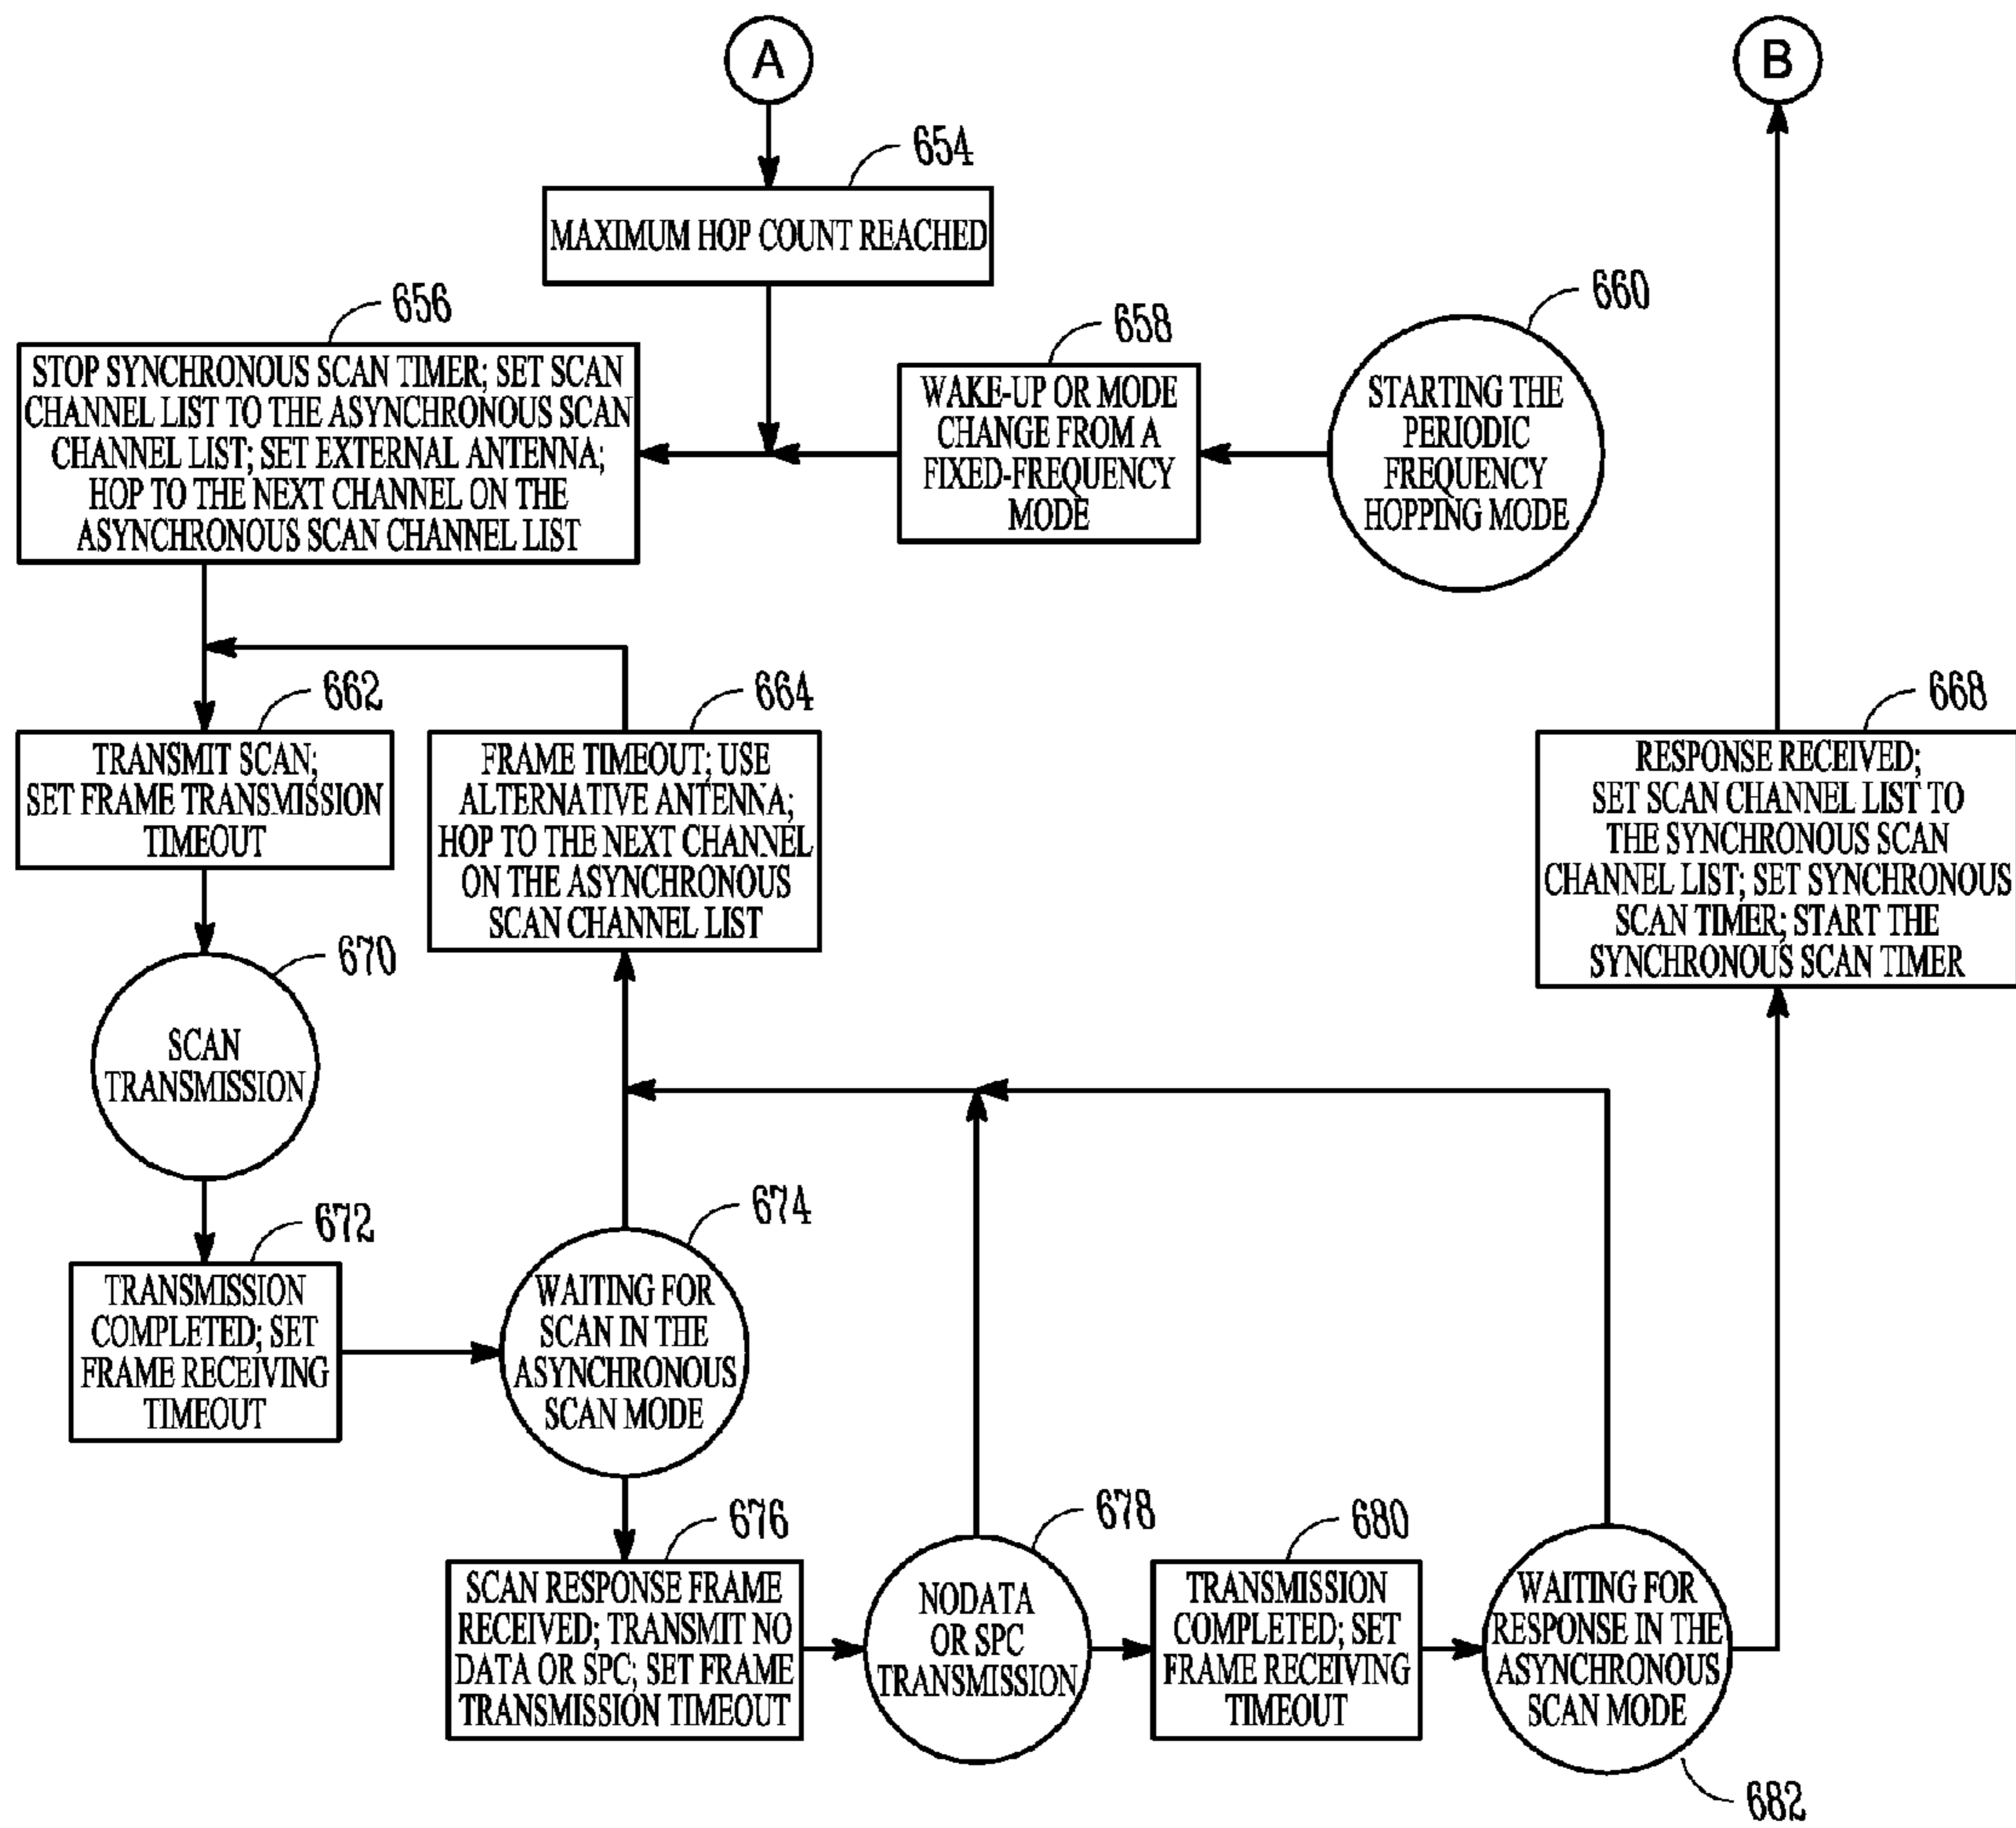 A
B
654
MAXIMUM HOP COUNT REACHED
656
STOP SYNCHRONOUS SCAN TIMER; SET SCAN
CHANNEL LIST TO THE ASYNCHRONOUS SCAN
CHANNEL LIST; SET EXTERNAL ANTENNA;
HOP TO THE NEXT CHANNEL ON THE
ASYNCHRONOUS SCAN CHANNEL LIST
658
WAKE-UP OR MODE
CHANGE FROM A
FIXED-FREQUENCY
MODE
660
STARTING THE
PERIODIC
FREQUENCY
HOPPING MODE
662
TRANSMIT SCAN;
SET FRAME TRANSMISSION
TIMEOUT
664
FRAME TIMEOUT; USE
ALTERNATIVE ANTENNA;
HOP TO THE NEXT CHANNEL
ON THE ASYNCHRONOUS
SCAN CHANNEL LIST
668
RESPONSE RECEIVED;
SET SCAN CHANNEL LIST TO
THE SYNCHRONOUS SCAN
CHANNEL LIST; SET SYNCHRONOUS
SCAN TIMER; START THE
SYNCHRONOUS SCAN TIMER
670
SCAN
TRANSMISSION
672
TRANSMISSION
COMPLETED; SET
FRAME RECEIVING
TIMEOUT
674
WAITING FOR
SCAN IN THE
ASYNCHRONOUS
SCAN MODE
676
SCAN RESPONSE FRAME
RECEIVED; TRANSMIT NO
DATA OR SPC; SET FRAME
TRANSMISSION TIMEOUT
678
NODATA
OR SPC
TRANSMISSION
680
TRANSMISSION
COMPLETED; SET
FRAME RECEIVING
TIMEOUT
WAITING FOR
RESPONSE IN THE
ASYNCHRONOUS
SCAN MODE
682